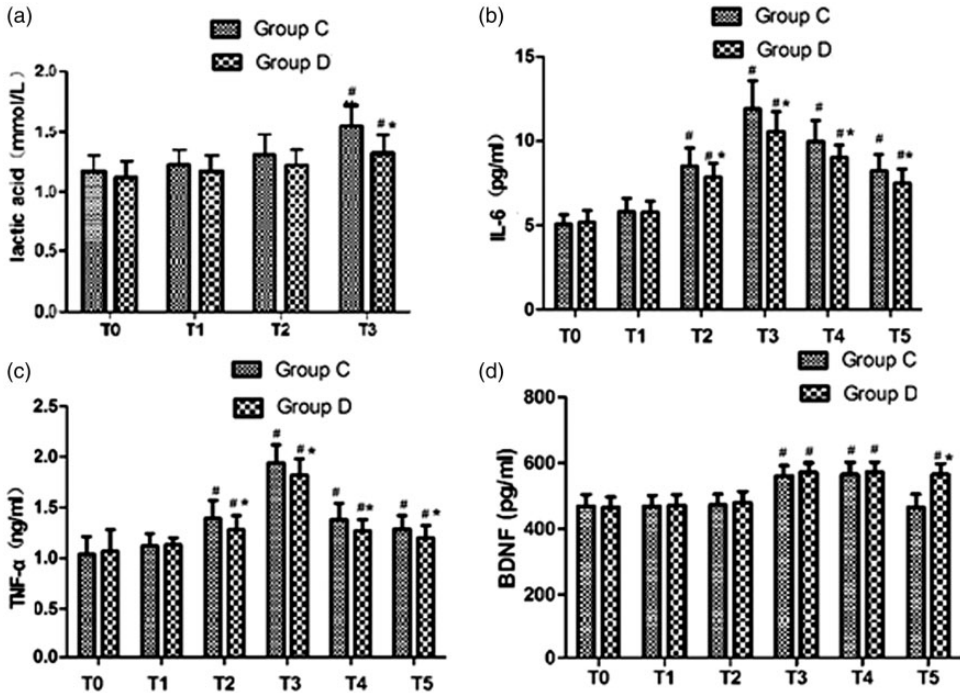 (a)
Group C
Group D
lactic acid (mmol/L)
2.0
1.5
1.0
0.5
0.0
# # *
T0 T1 T2 T3
(b)
Group C
Group D
IL-6 (pg/ml)
15
10
5
0
# #* # #* # #* # #*
T0 T1 T2 T3 T4 T5
(c)
Group C
Group D
TNF-α (ng/ml)
2.5
2.0
1.5
1.0
0.5
0.0
# #* # #* # #* # #*
T0 T1 T2 T3 T4 T5
(d)
Group C
Group D
BDNF (pg/ml)
800
600
400
200
0
# # # # #*
T0 T1 T2 T3 T4 T5